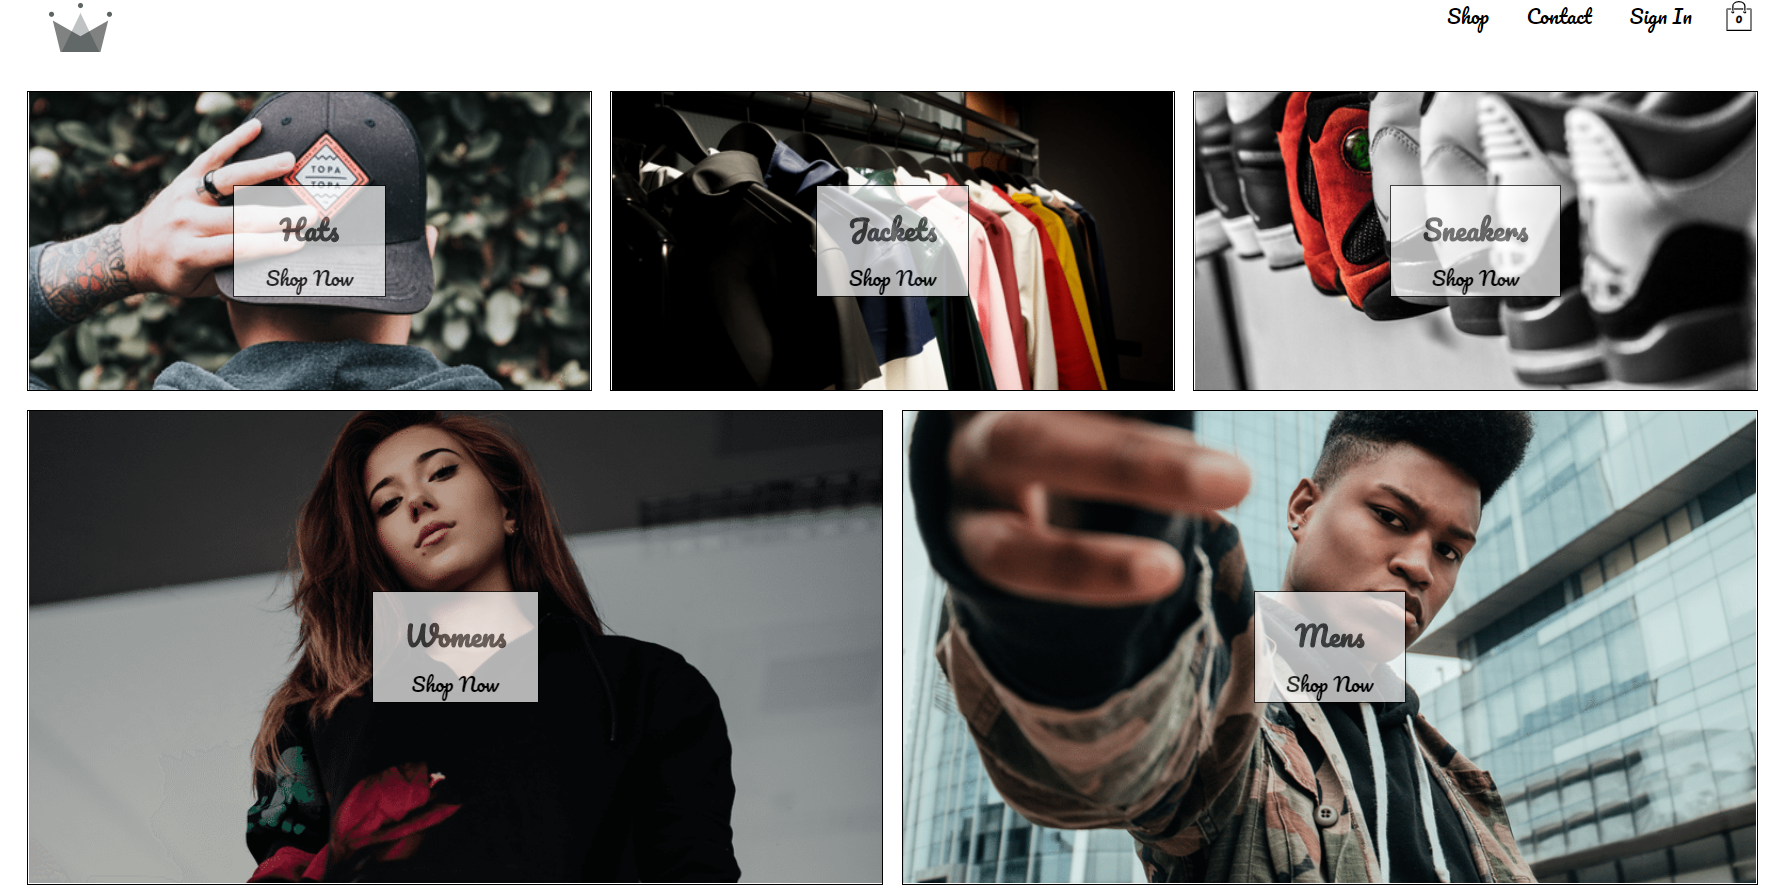 Shop Contact Sign In 0
TOPA
TOPA
Hats
Shop Now
Jackets
Shop Now
Sneakers
Shop Now
Womens
Shop Now
Mens
Shop Now